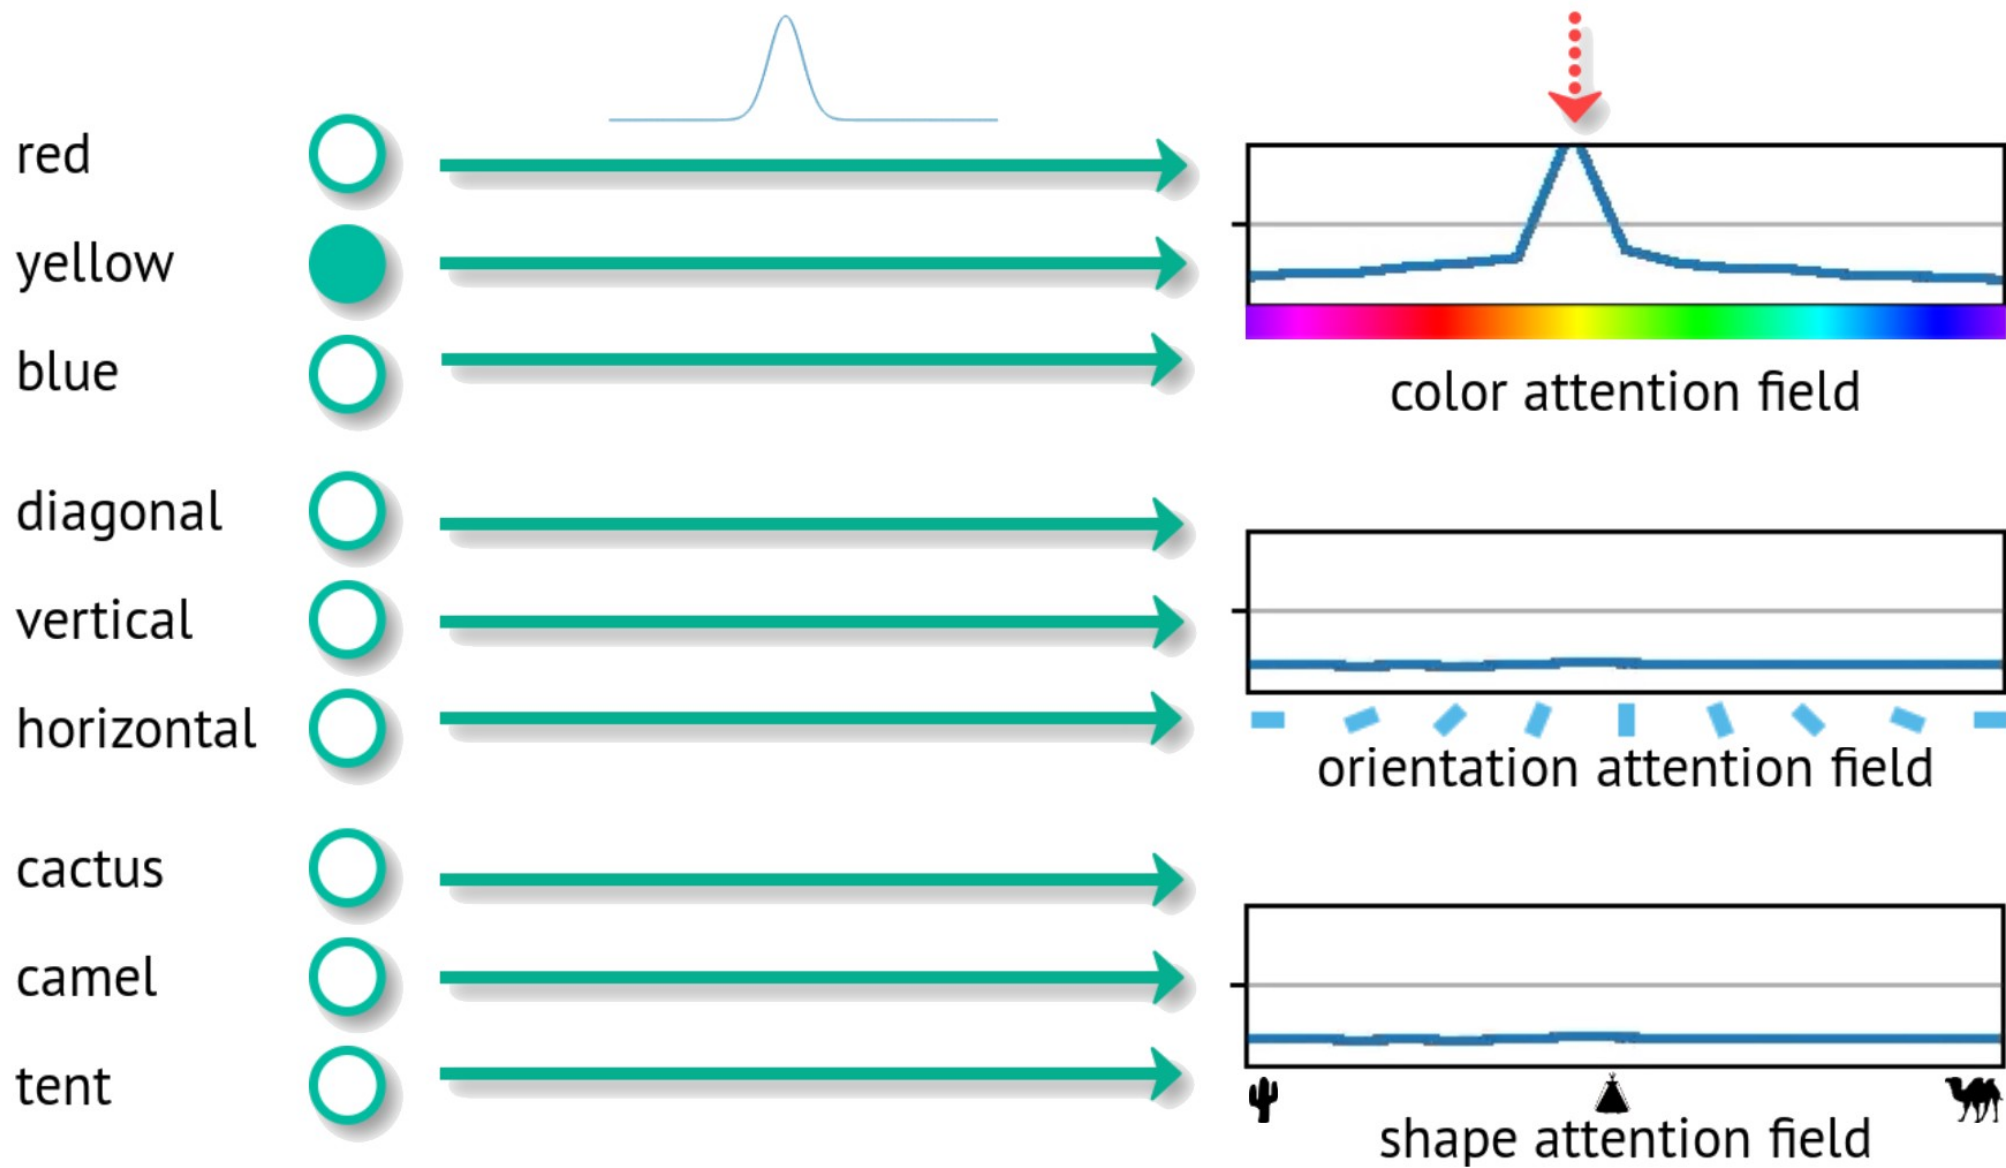 red
yellow
blue
color attention field
diagonal
vertical
horizontal
orientation attention field
cactus
camel
tent
shape attention field